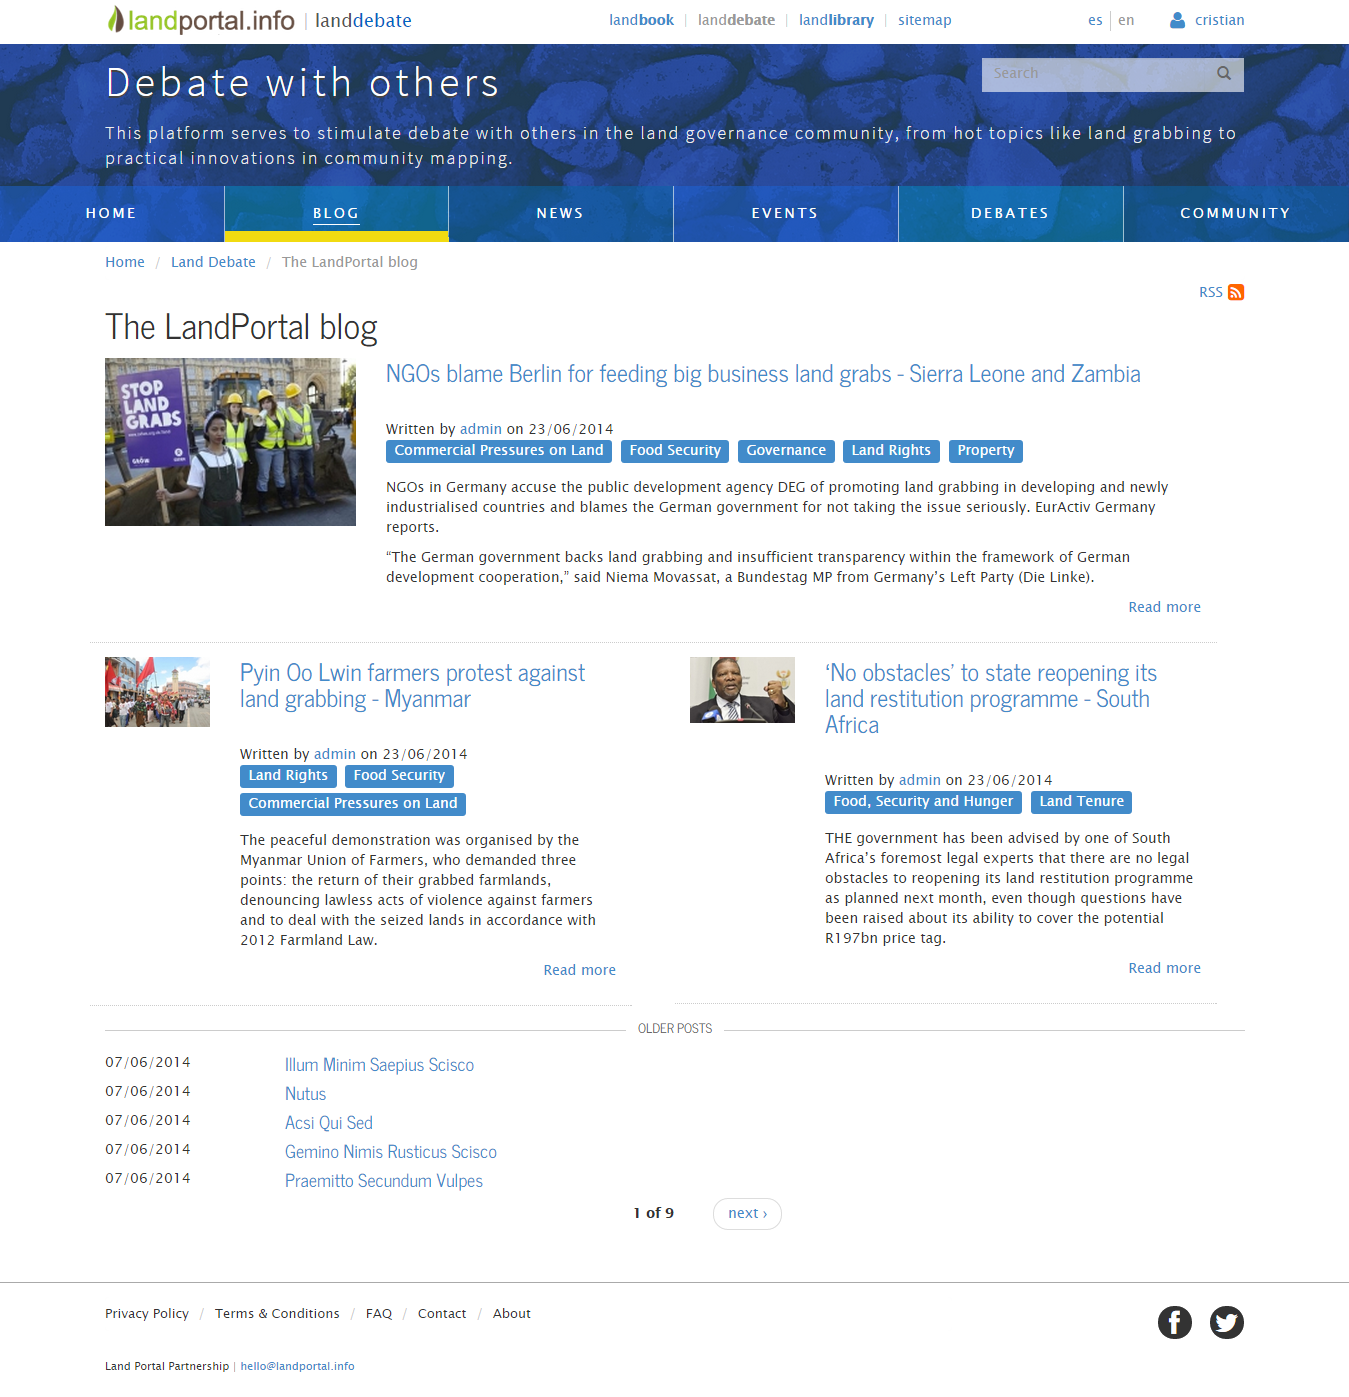 landportal.info | landdebate
landbook | landdebate | landlibrary | sitemap
es | en
cristian
Debate with others
Search
This platform serves to stimulate debate with others in the land governance community, from hot topics like land grabbing to
practical innovations in community mapping.
HOME
BLOG
NEWS
EVENTS
DEBATES
COMMUNITY
Home / Land Debate / The LandPortal blog
RSS
The LandPortal blog
STOP
LAND
GRABS
GROW
NGOs blame Berlin for feeding big business land grabs - Sierra Leone and Zambia
Written by admin on 23/06/2014
Commercial Pressures on Land Food Security Governance Land Rights Property
NGOs in Germany accuse the public development agency DEG of promoting land grabbing in developing and newly
industrialised countries and blames the German government for not taking the issue seriously. EurActiv Germany
reports.
“The German government backs land grabbing and insufficient transparency within the framework of German
development cooperation,” said Niema Movassat, a Bundestag MP from Germany’s Left Party (Die Linke).
Read more
Pyin Oo Lwin farmers protest against
land grabbing - Myanmar
Written by admin on 23/06/2014
Land Rights Food Security
Commercial Pressures on Land
The peaceful demonstration was organised by the
Myanmar Union of Farmers, who demanded three
points: the return of their grabbed farmlands,
denouncing lawless acts of violence against farmers
and to deal with the seized lands in accordance with
2012 Farmland Law.
Read more
‘No obstacles’ to state reopening its
land restitution programme - South
Africa
Written by admin on 23/06/2014
Food, Security and Hunger Land Tenure
THE government has been advised by one of South
Africa’s foremost legal experts that there are no legal
obstacles to reopening its land restitution programme
as planned next month, even though questions have
been raised about its ability to cover the potential
R197bn price tag.
Read more
OLDER POSTS
07/06/2014 Illum Minim Saepius Scisco
07/06/2014 Nutus
07/06/2014 Acsi Qui Sed
07/06/2014 Gemino Nimis Rusticus Scisco
07/06/2014 Praemitto Secundum Vulpes
1 of 9 next ›
Privacy Policy / Terms & Conditions / FAQ / Contact / About
Land Portal Partnership | hello@landportal.info